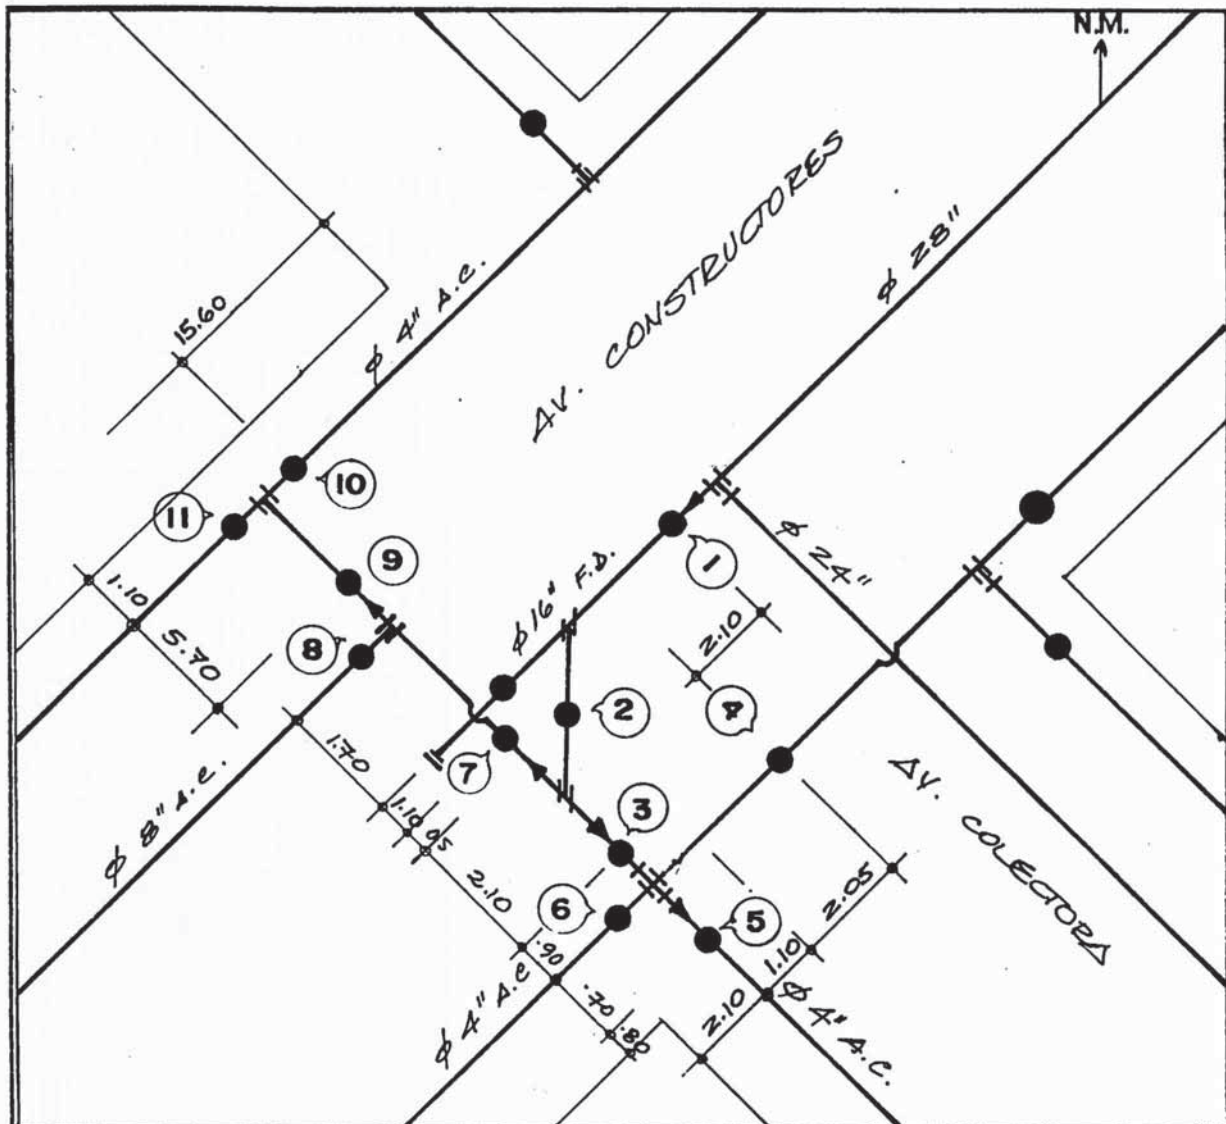 N.M.
AV. CONSTRUCTORES
φ 28"
15.60
φ 4" A.C.
10
11
9
1
φ 24"
φ 16" F.D.
1.10
5.70
8
2.10
4
2
7
1.70
φ 8" A.C.
3
AV. COLECTORA
1.10
.95
2.10
6
5
2.05
.90
1.10
φ 4" A.C
.70
.80
2.10
φ 4" A.C.